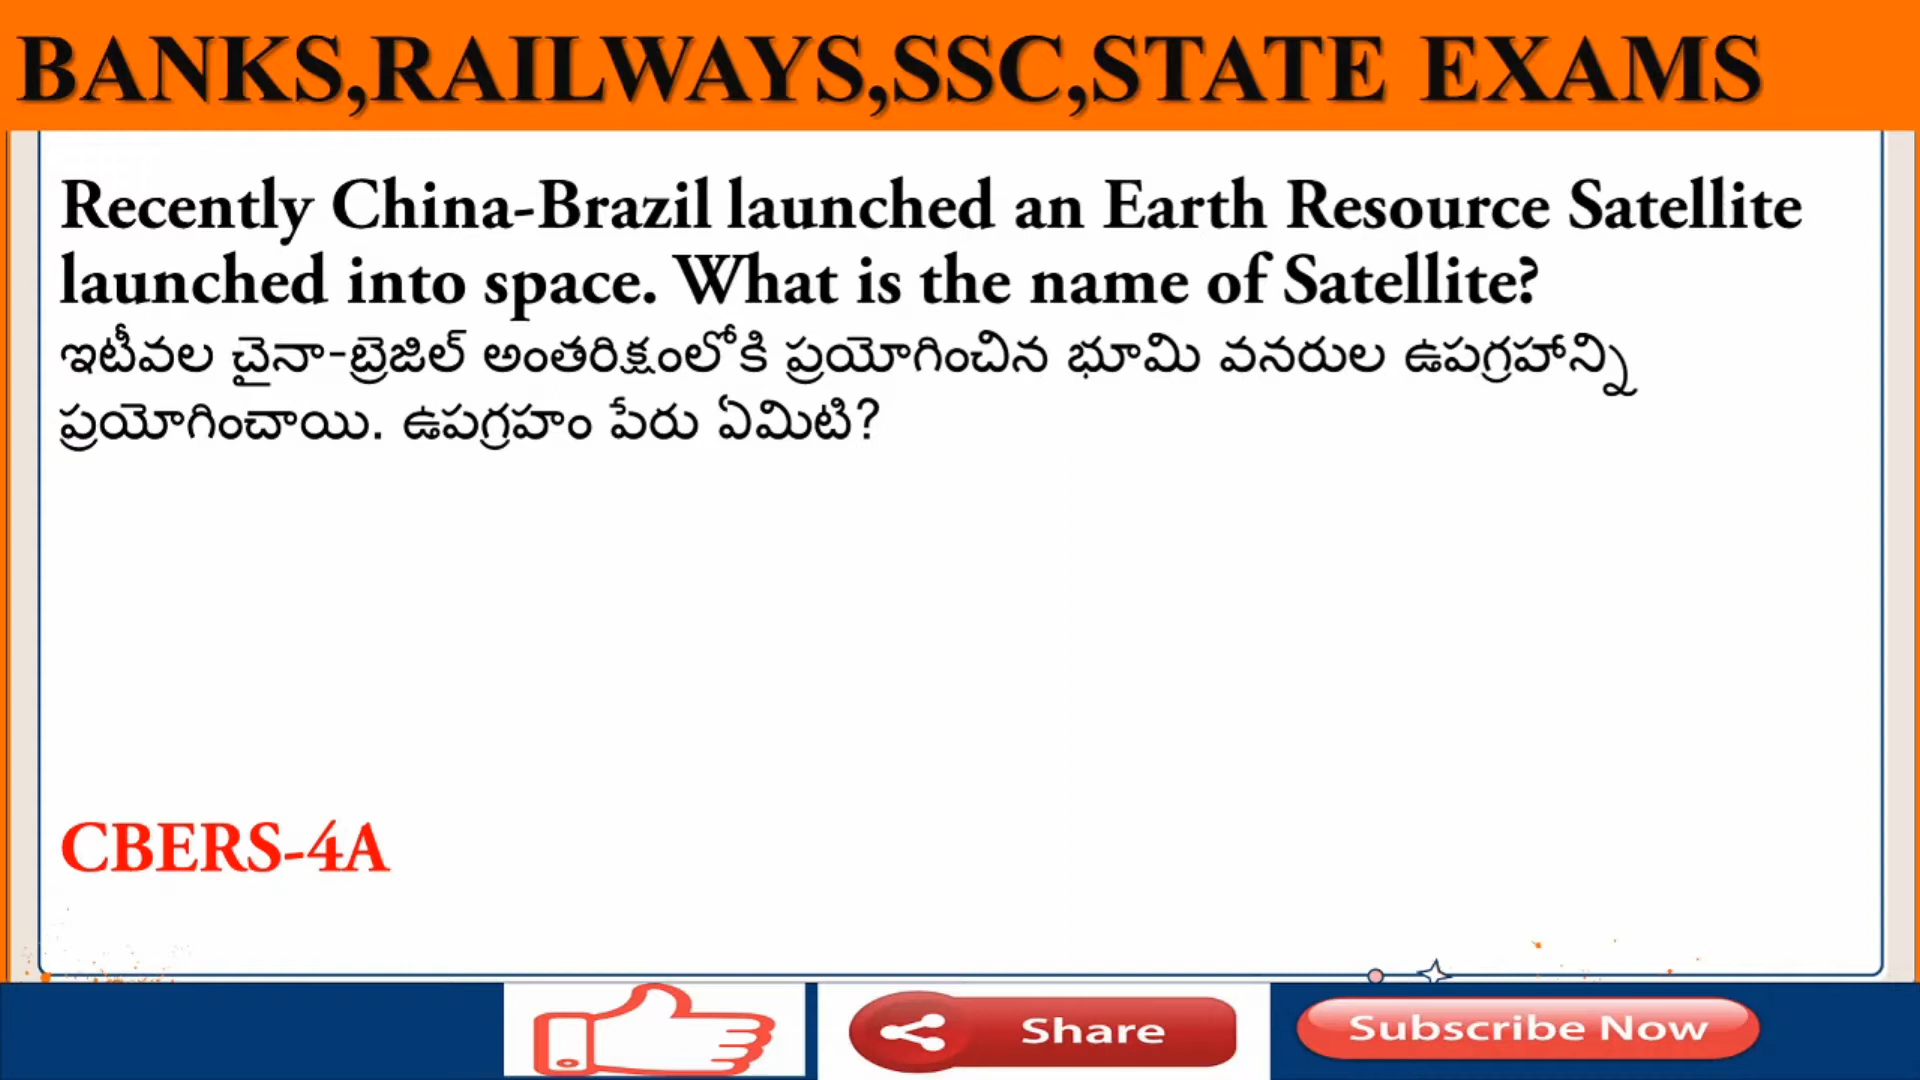 BANKS,RAILWAYS,SSC,STATE EXAMS
Recently China-Brazil launched an Earth Resource Satellite
launched into space. What is the name of Satellite?
ఇటీవల చైనా-బ్రెజిల్ అంతరిక్షంలోకి ప్రయోగించిన భూమి వనరుల ఉపగ్రహాన్ని
ప్రయోగించాయి. ఉపగ్రహం పేరు ఏమిటి?
CBERS-4A
Share
Subscribe Now